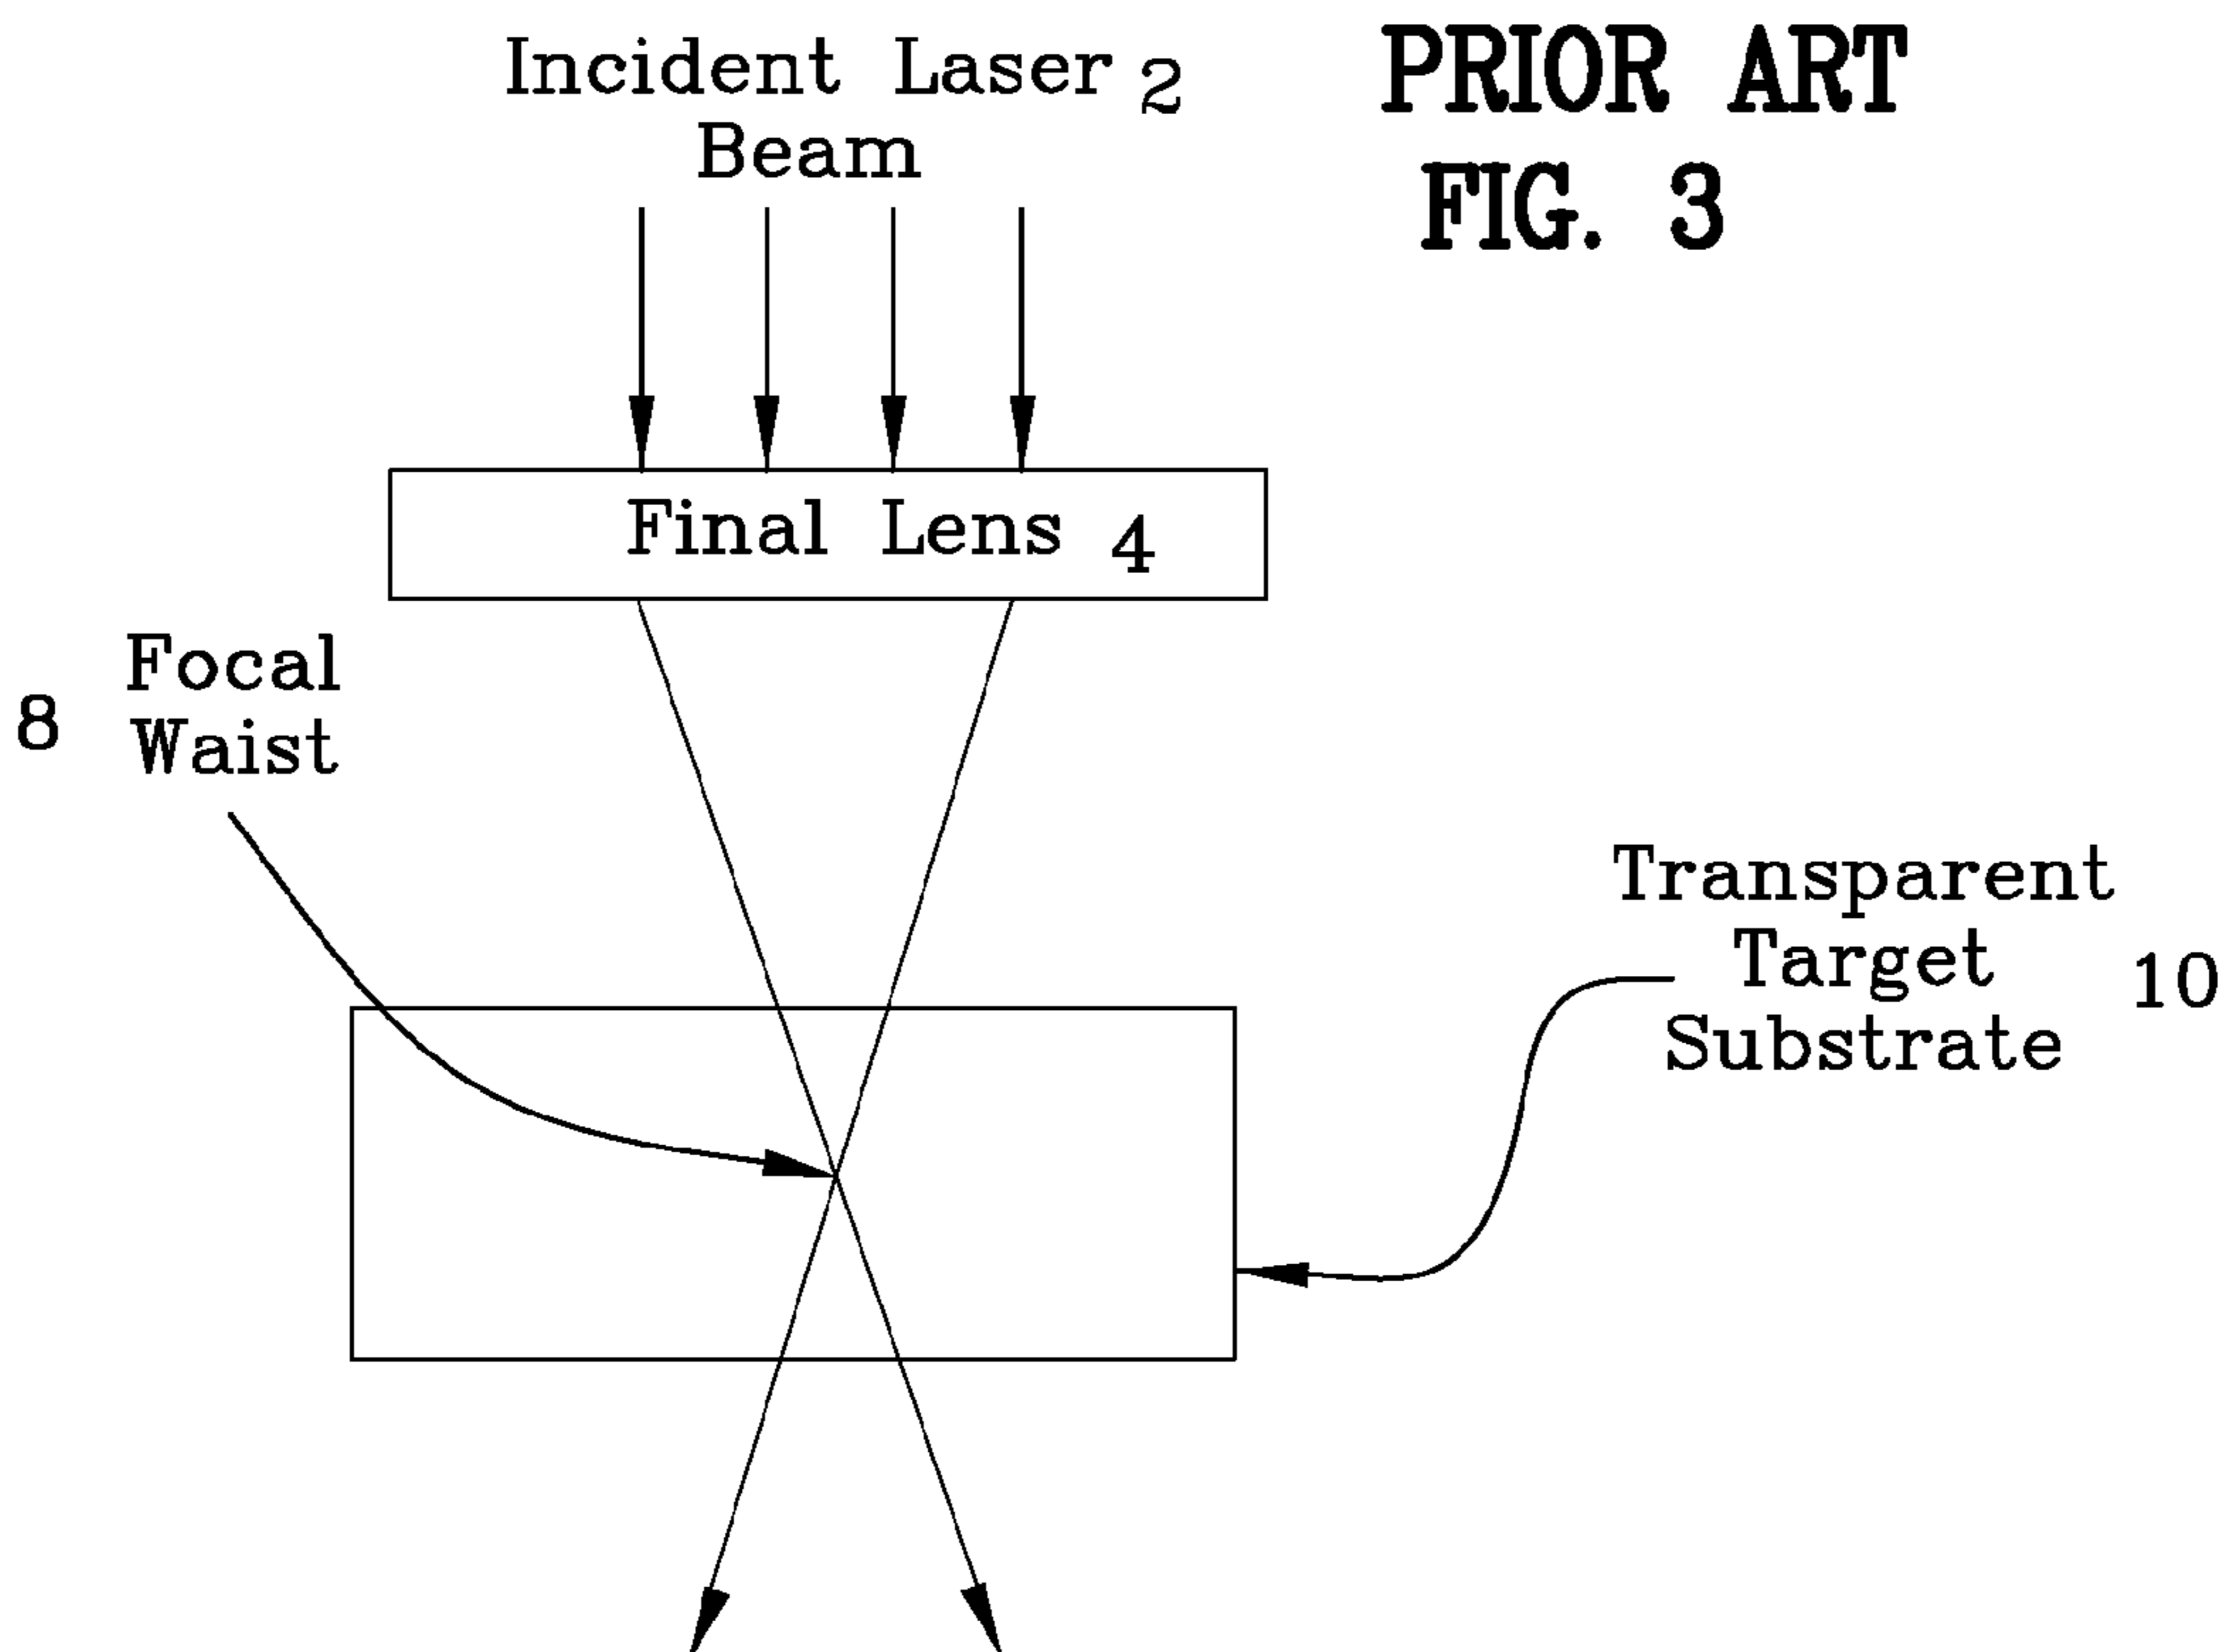 Incident Laser 2
Beam
PRIOR ART
FIG. 3
Final Lens 4
8 Focal
Waist
Transparent
Target 10
Substrate